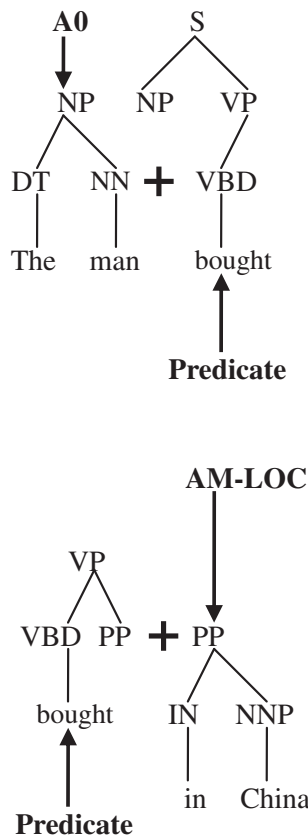 A0 S
NP NP VP
DT NN + VBD
The man bought
Predicate
AM-LOC
VP
VBD PP + PP
bought IN NNP
in China
Predicate